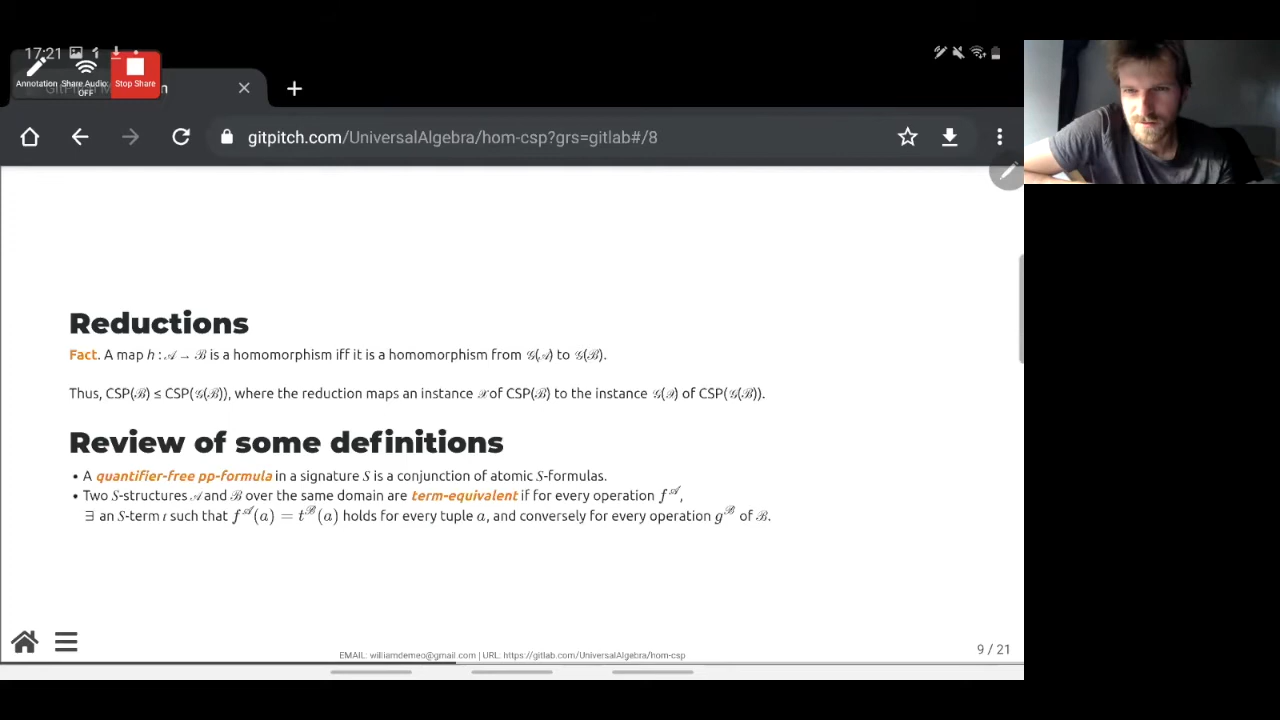 17:21
Annotation Share Audio: OFF Stop Share
gitpitch.com/UniversalAlgebra/hom-csp?grs=gitlab#/8
Reductions
Fact. A map h : 𝒜 → ℬ is a homomorphism iff it is a homomorphism from 𝒢(𝒜) to 𝒢(ℬ).
Thus, CSP(ℬ) ≤ CSP(𝒢(ℬ)), where the reduction maps an instance 𝒳 of CSP(ℬ) to the instance 𝒢(𝒳) of CSP(𝒢(ℬ)).
Review of some definitions
• A quantifier-free pp-formula in a signature S is a conjunction of atomic S-formulas.
• Two S-structures 𝒜 and ℬ over the same domain are term-equivalent if for every operation f^𝒜,
∃ an S-term t such that f^𝒜(a) = t^ℬ(a) holds for every tuple a, and conversely for every operation g^ℬ of ℬ.
EMAIL: williamdemeo@gmail.com | URL: https://gitlab.com/UniversalAlgebra/hom-csp
9 / 21